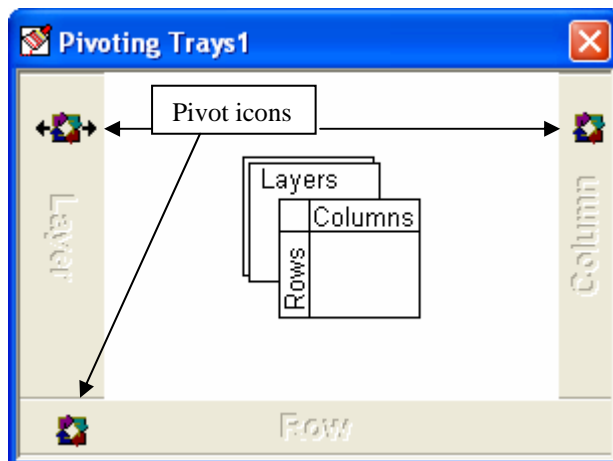 Pivoting Trays1
Pivot icons
Layer
Layers
Columns
Rows
Column
Row